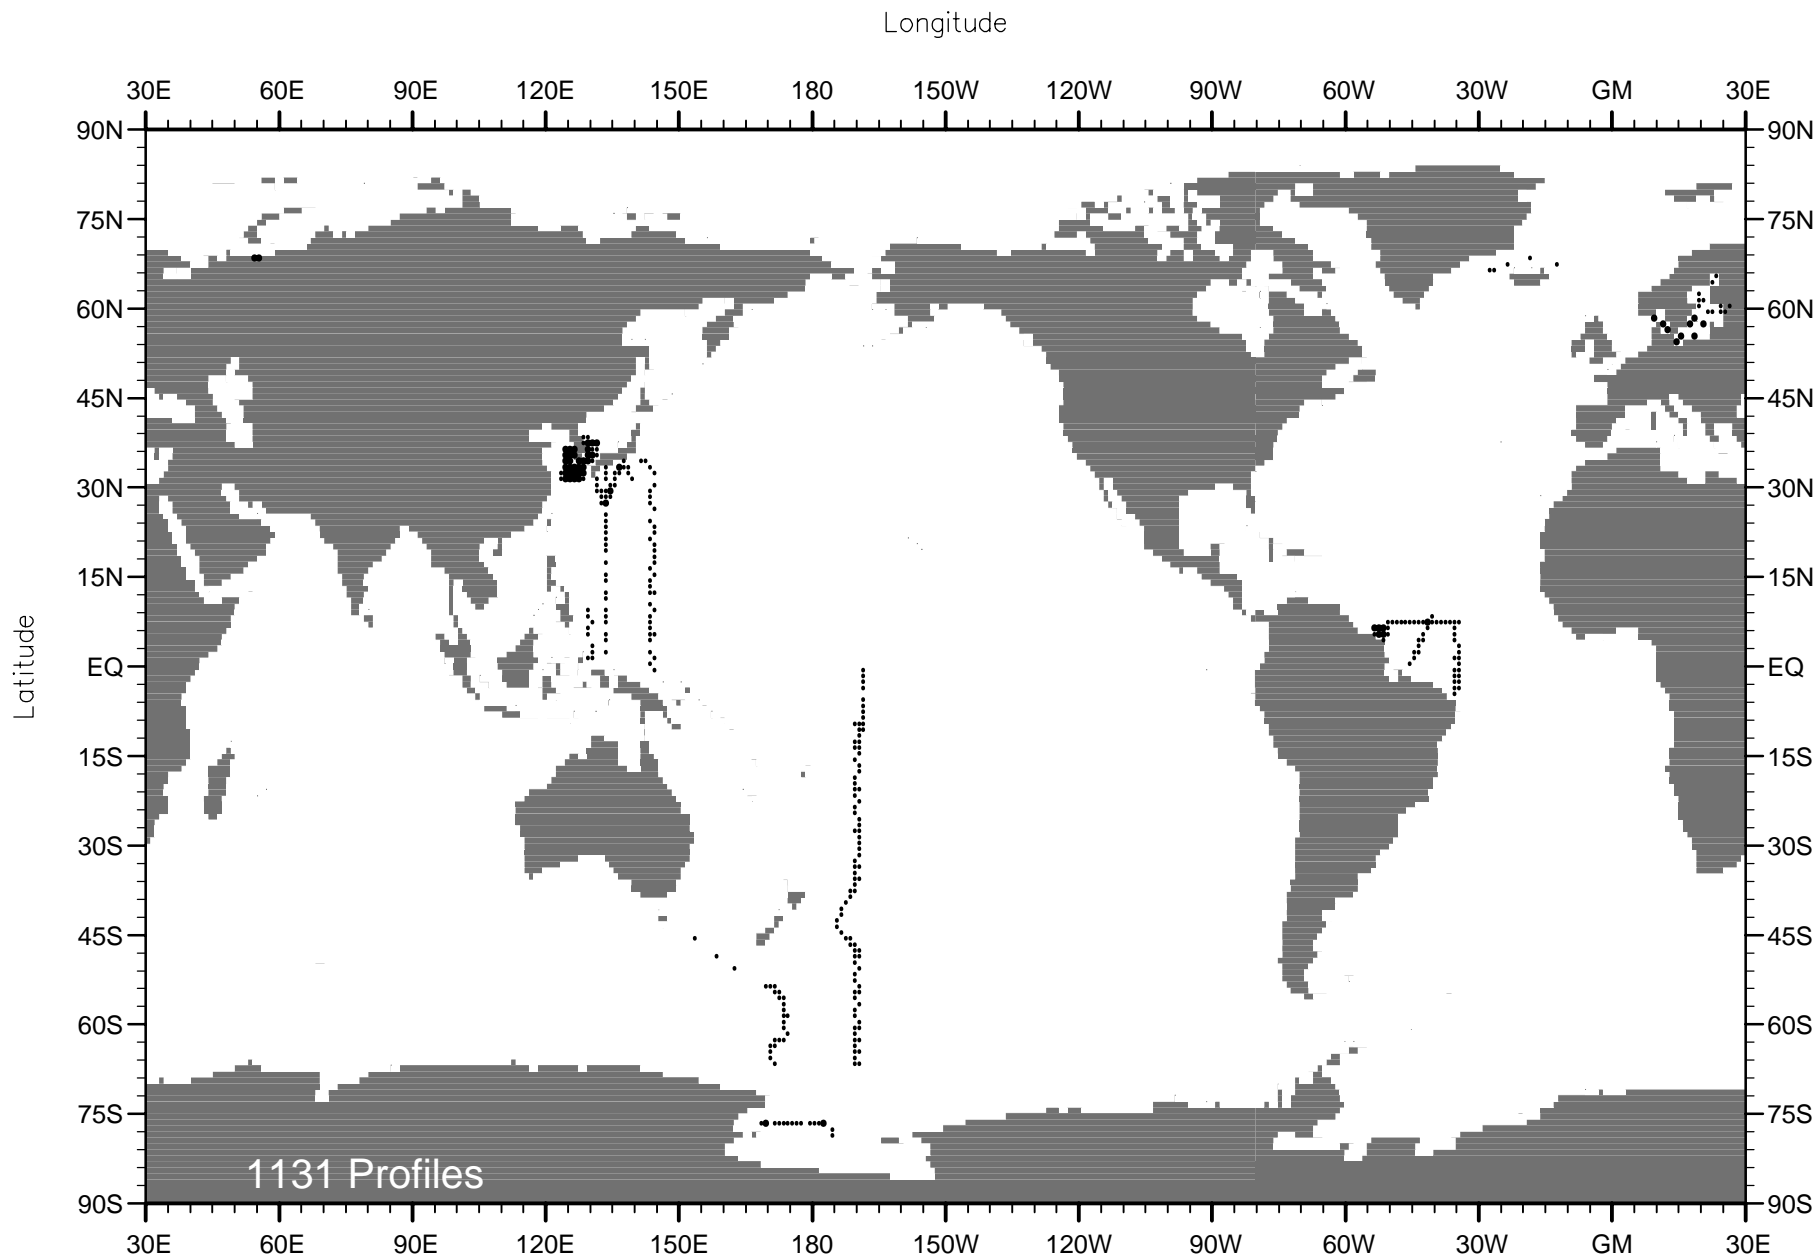 Longitude
30E 60E 90E 120E 150E 180 150W 120W 90W 60W 30W GM 30E
90N 90N
75N 75N
60N 60N
45N 45N
30N 30N
15N 15N
Latitude
EQ EQ
15S 15S
30S 30S
45S 45S
60S 60S
75S 75S
1131 Profiles
90S 90S
30E 60E 90E 120E 150E 180 150W 120W 90W 60W 30W GM 30E